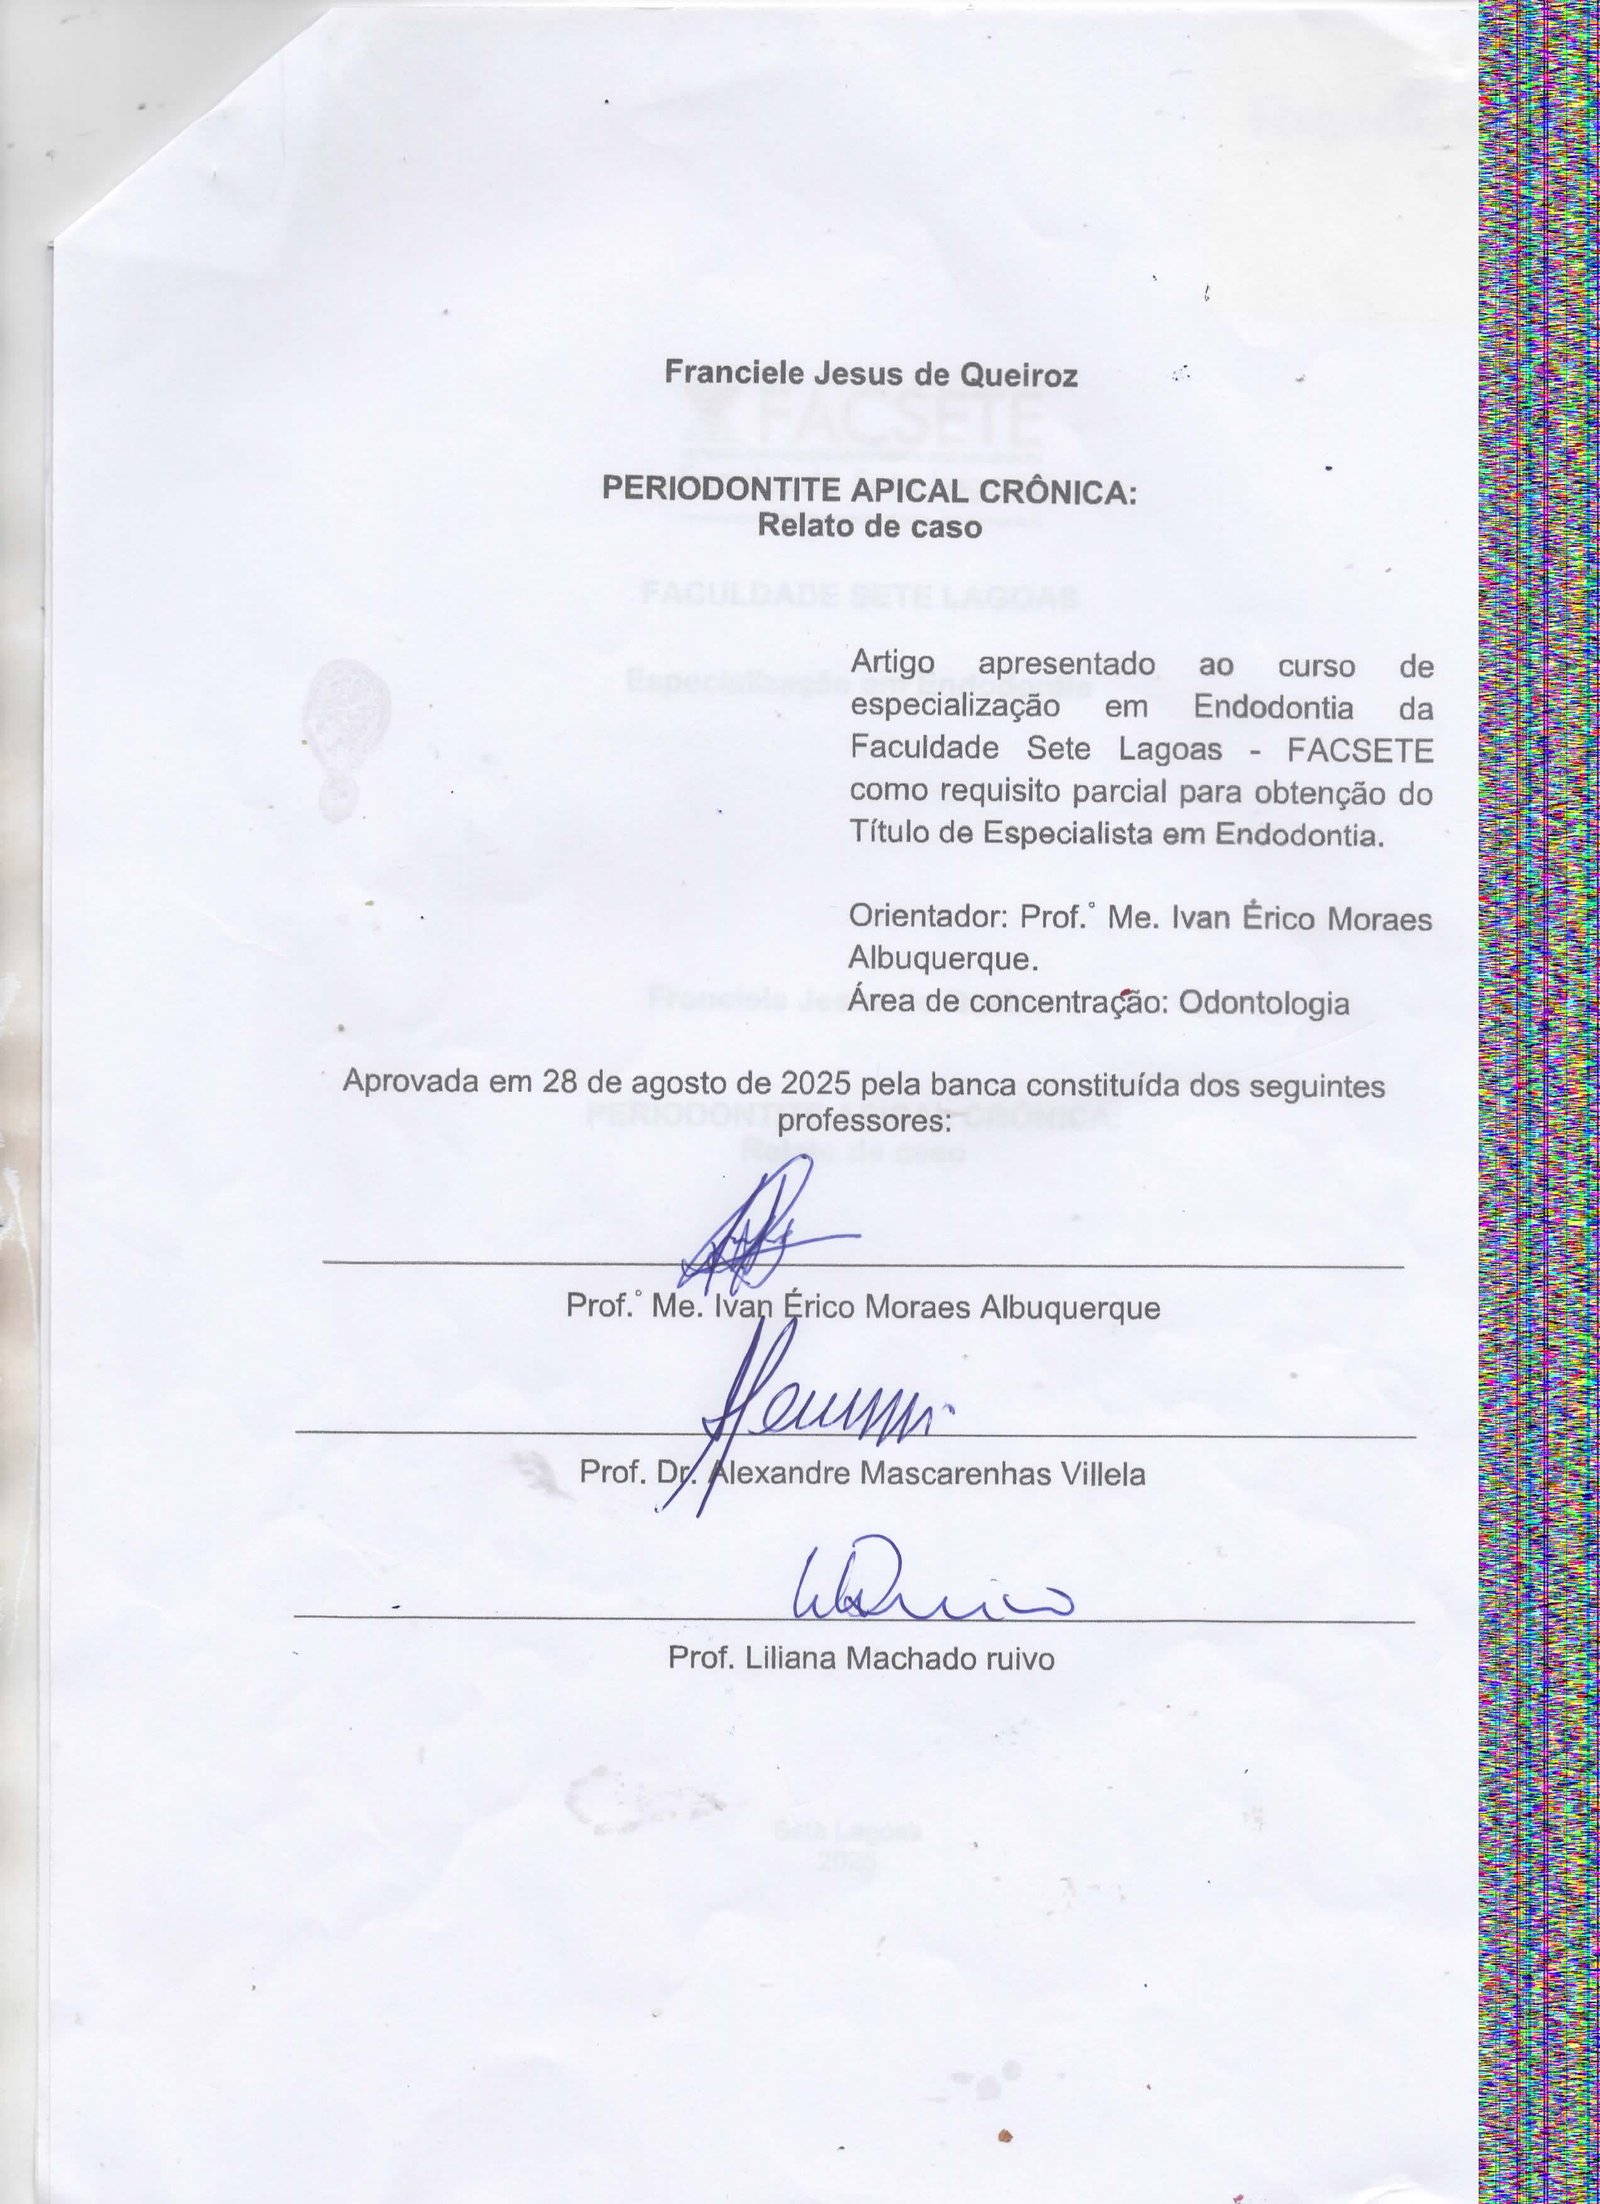 Franciele Jesus de Queiroz
PERIODONTITE APICAL CRÔNICA:
Relato de caso
Artigo apresentado ao curso de
especialização em Endodontia da
Faculdade Sete Lagoas - FACSETE
como requisito parcial para obtenção do
Título de Especialista em Endodontia.
Orientador: Prof.° Me. Ivan Érico Moraes
Albuquerque.
Área de concentração: Odontologia
Aprovada em 28 de agosto de 2025 pela banca constituída dos seguintes
professores:
Prof.° Me. Ivan Érico Moraes Albuquerque
Prof. Dr. Alexandre Mascarenhas Villela
Prof. Liliana Machado ruivo